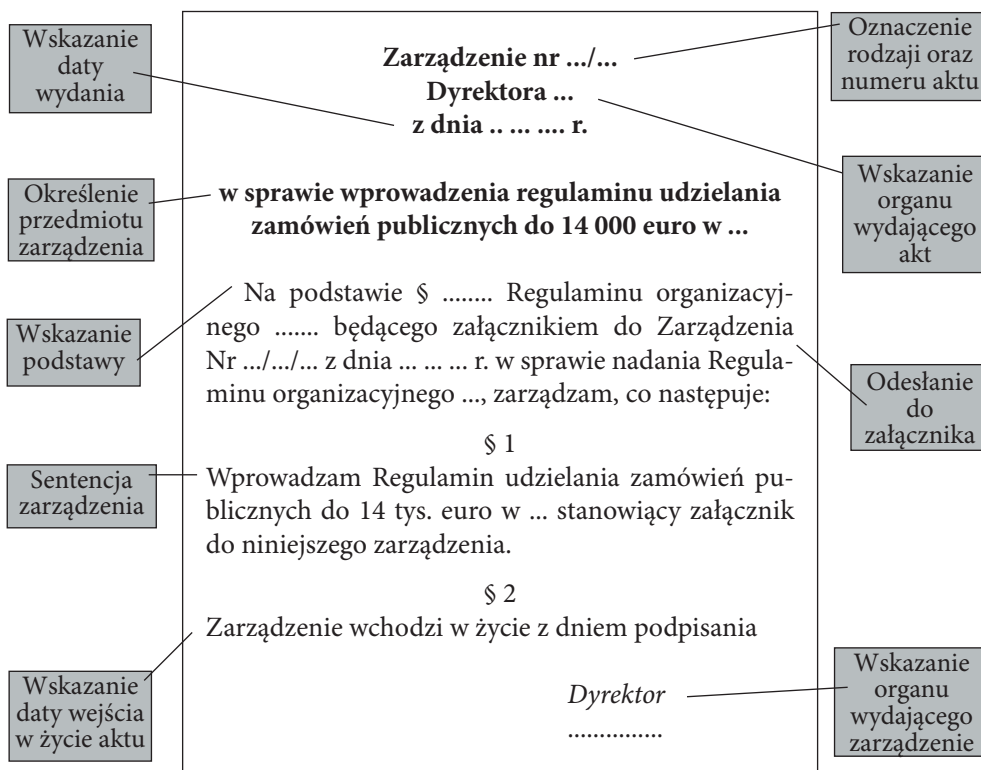 Wskazanie
daty
wydania
Oznaczenie
rodzaji oraz
numeru aktu
Zarządzenie nr .../...
Dyrektora ...
z dnia .. ... .... r.
Określenie
przedmiotu
zarządzenia
w sprawie wprowadzenia regulaminu udzielania
zamówień publicznych do 14 000 euro w ...
Wskazanie
organu
wydającego
akt
Wskazanie
podstawy
Na podstawie § ........ Regulaminu organizacyj-
nego ....... będącego załącznikiem do Zarządzenia
Nr .../.../... z dnia ... ... ... r. w sprawie nadania Regula-
minu organizacyjnego ..., zarządzam, co następuje:
Odesłanie
do
załącznika
§ 1
Sentencja
zarządzenia
Wprowadzam Regulamin udzielania zamówień pu-
blicznych do 14 tys. euro w ... stanowiący załącznik
do niniejszego zarządzenia.
§ 2
Zarządzenie wchodzi w życie z dniem podpisania
Wskazanie
daty wejścia
w życie aktu
Dyrektor
...............
Wskazanie
organu
wydającego
zarządzenie